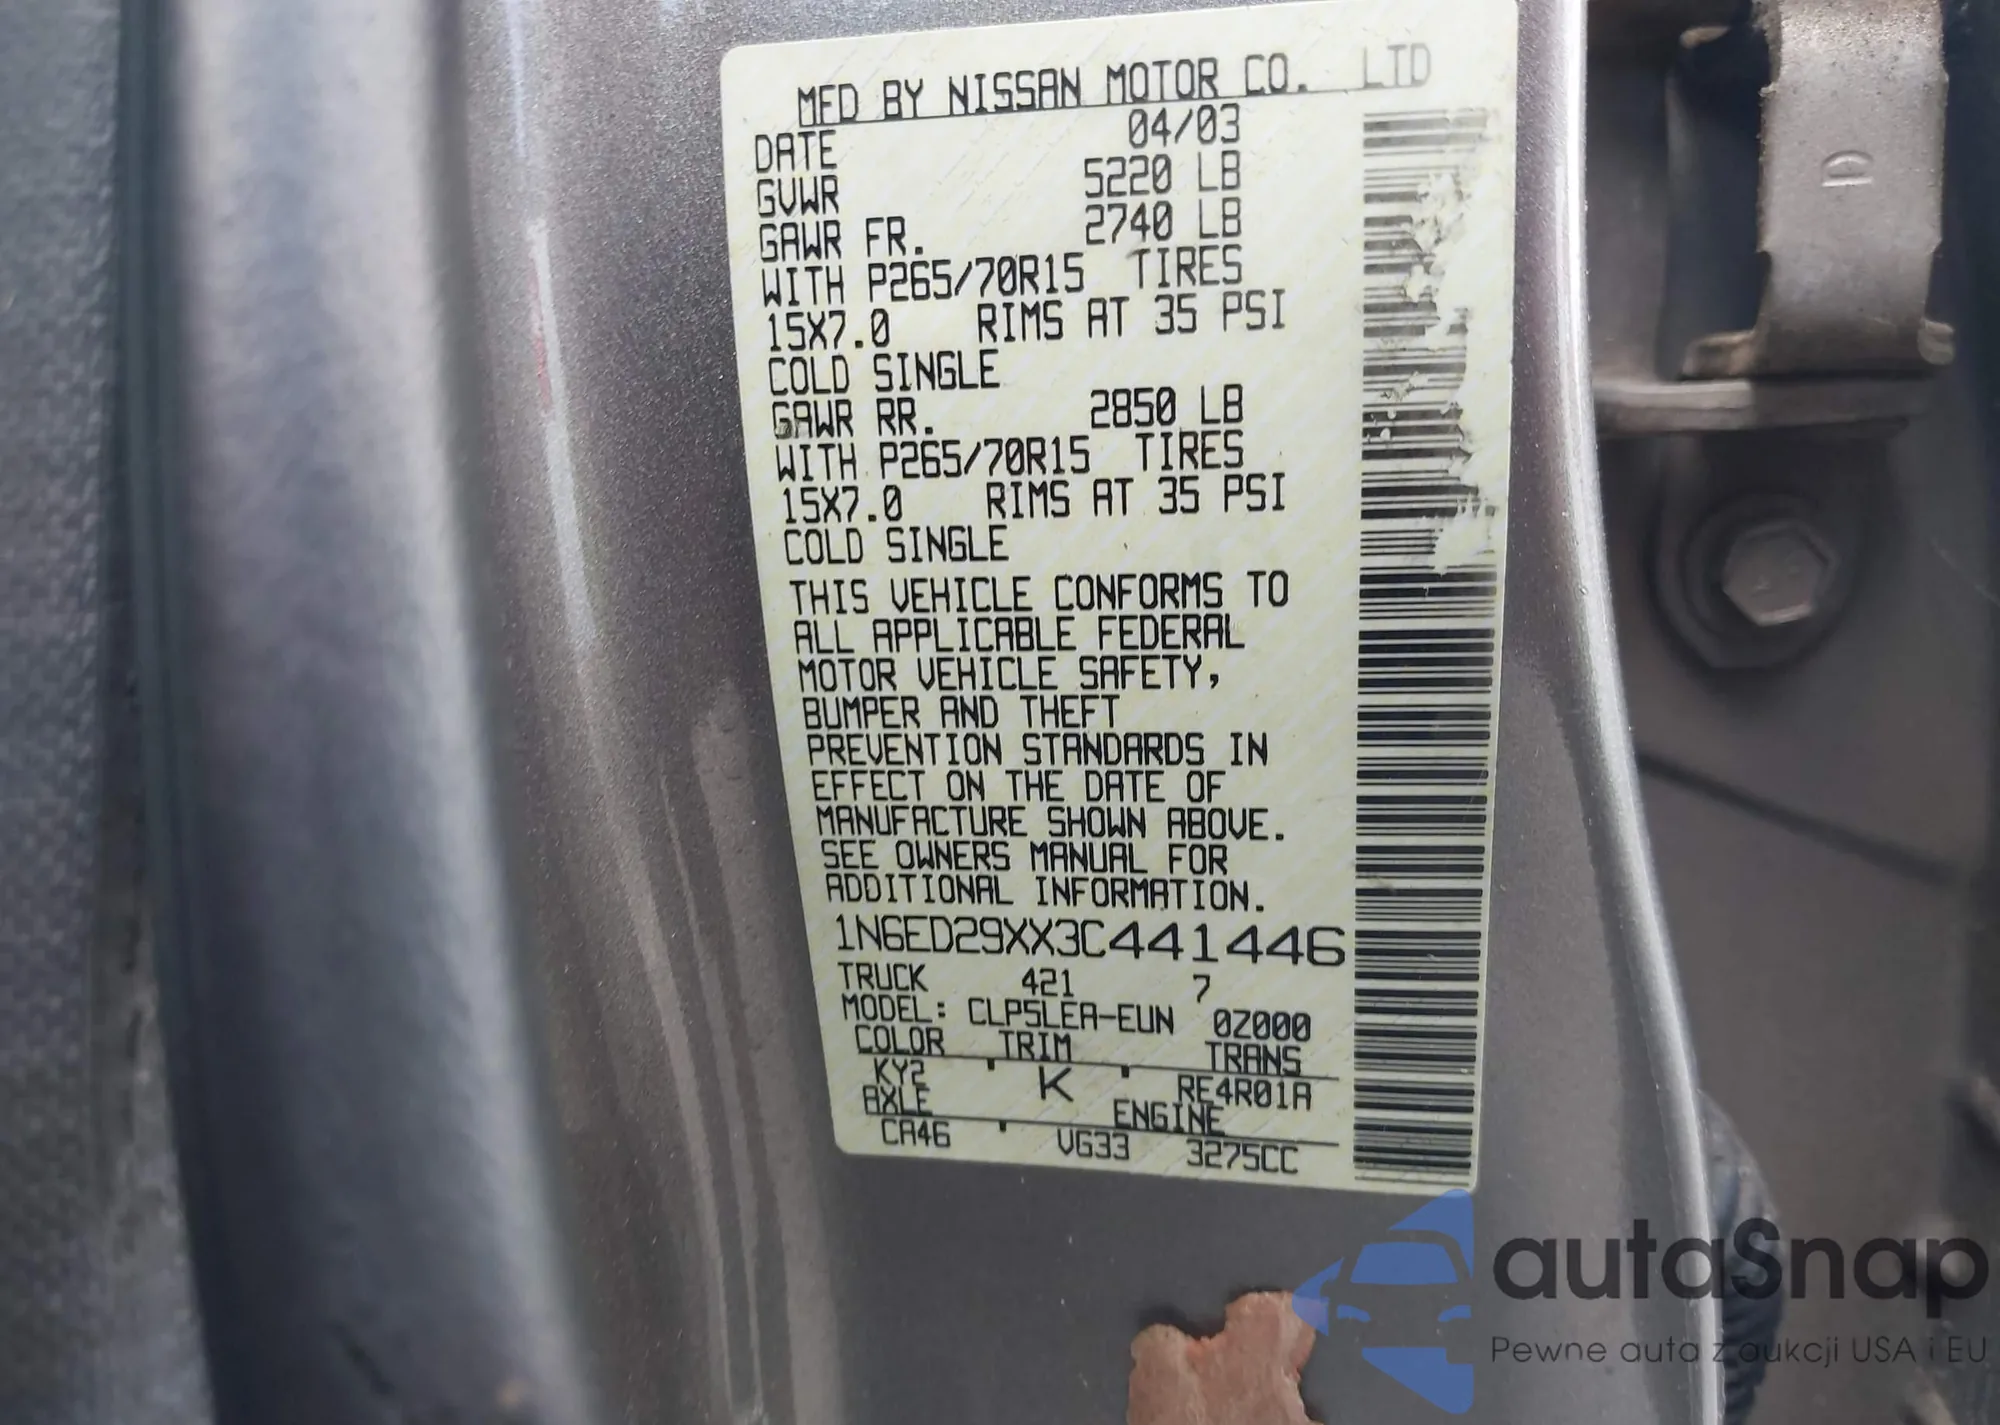 MFD BY NISSAN MOTOR CO. LTD
DATE 04/03
GVWR 5220 LB
GAWR FR. 2740 LB
WITH P265/70R15 TIRES
15X7.0 RIMS AT 35 PSI
COLD SINGLE
GAWR RR. 2850 LB
WITH P265/70R15 TIRES
15X7.0 RIMS AT 35 PSI
COLD SINGLE
THIS VEHICLE CONFORMS TO
ALL APPLICABLE FEDERAL
MOTOR VEHICLE SAFETY,
BUMPER AND THEFT
PREVENTION STANDARDS IN
EFFECT ON THE DATE OF
MANUFACTURE SHOWN ABOVE.
SEE OWNERS MANUAL FOR
ADDITIONAL INFORMATION.
1N6ED29XX3C441446
TRUCK 421 7
MODEL: CLPSLEA-EUN 0Z000
COLOR TRIM TRANS
KY2 K RE4R01A
AXLE ENGINE
CA46 VG33 3275CC
D
autaSnap
Pewne auta z aukcji USA i EU